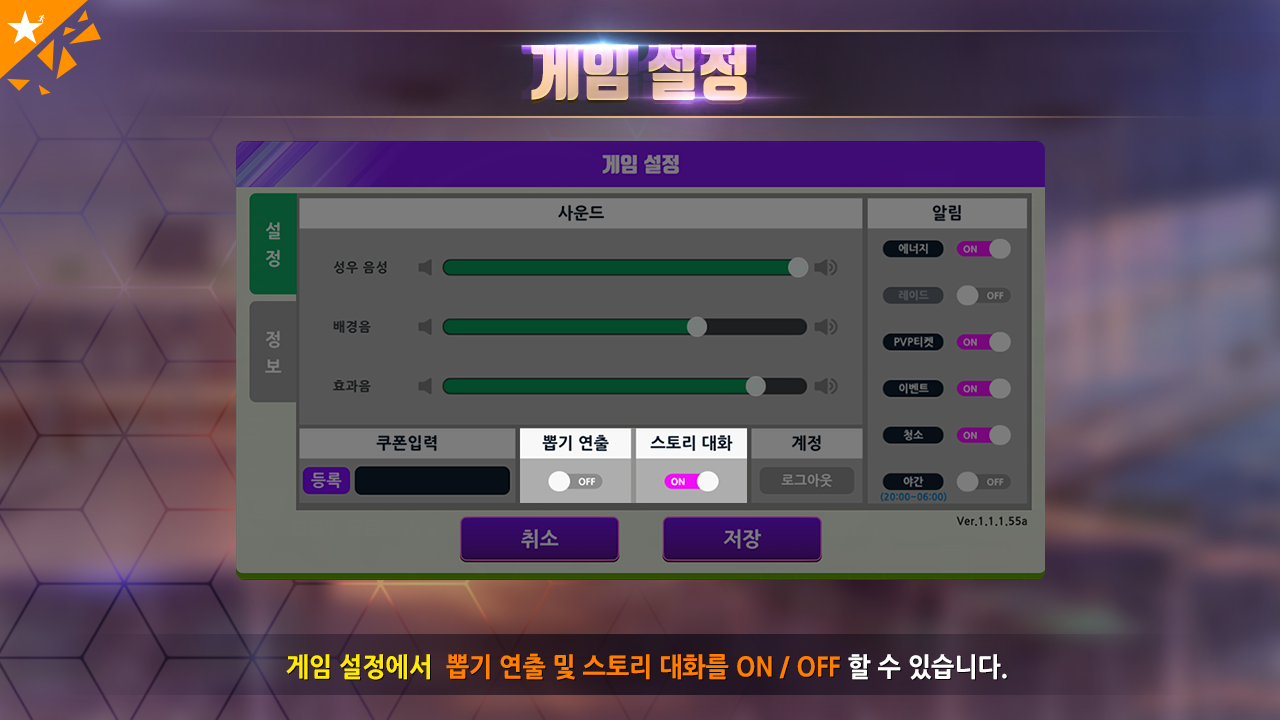 게임 설정
게임 설정
설정
정보
사운드
성우 음성
배경음
효과음
알림
에너지 ON
레이드 OFF
PVP티켓 ON
이벤트 ON
청소 ON
야간 OFF
(20:00~06:00)
쿠폰입력
등록
뽑기 연출
OFF
스토리 대화
ON
계정
로그아웃
Ver.1.1.1.55a
취소
저장
게임 설정에서 뽑기 연출 및 스토리 대화를 ON / OFF 할 수 있습니다.